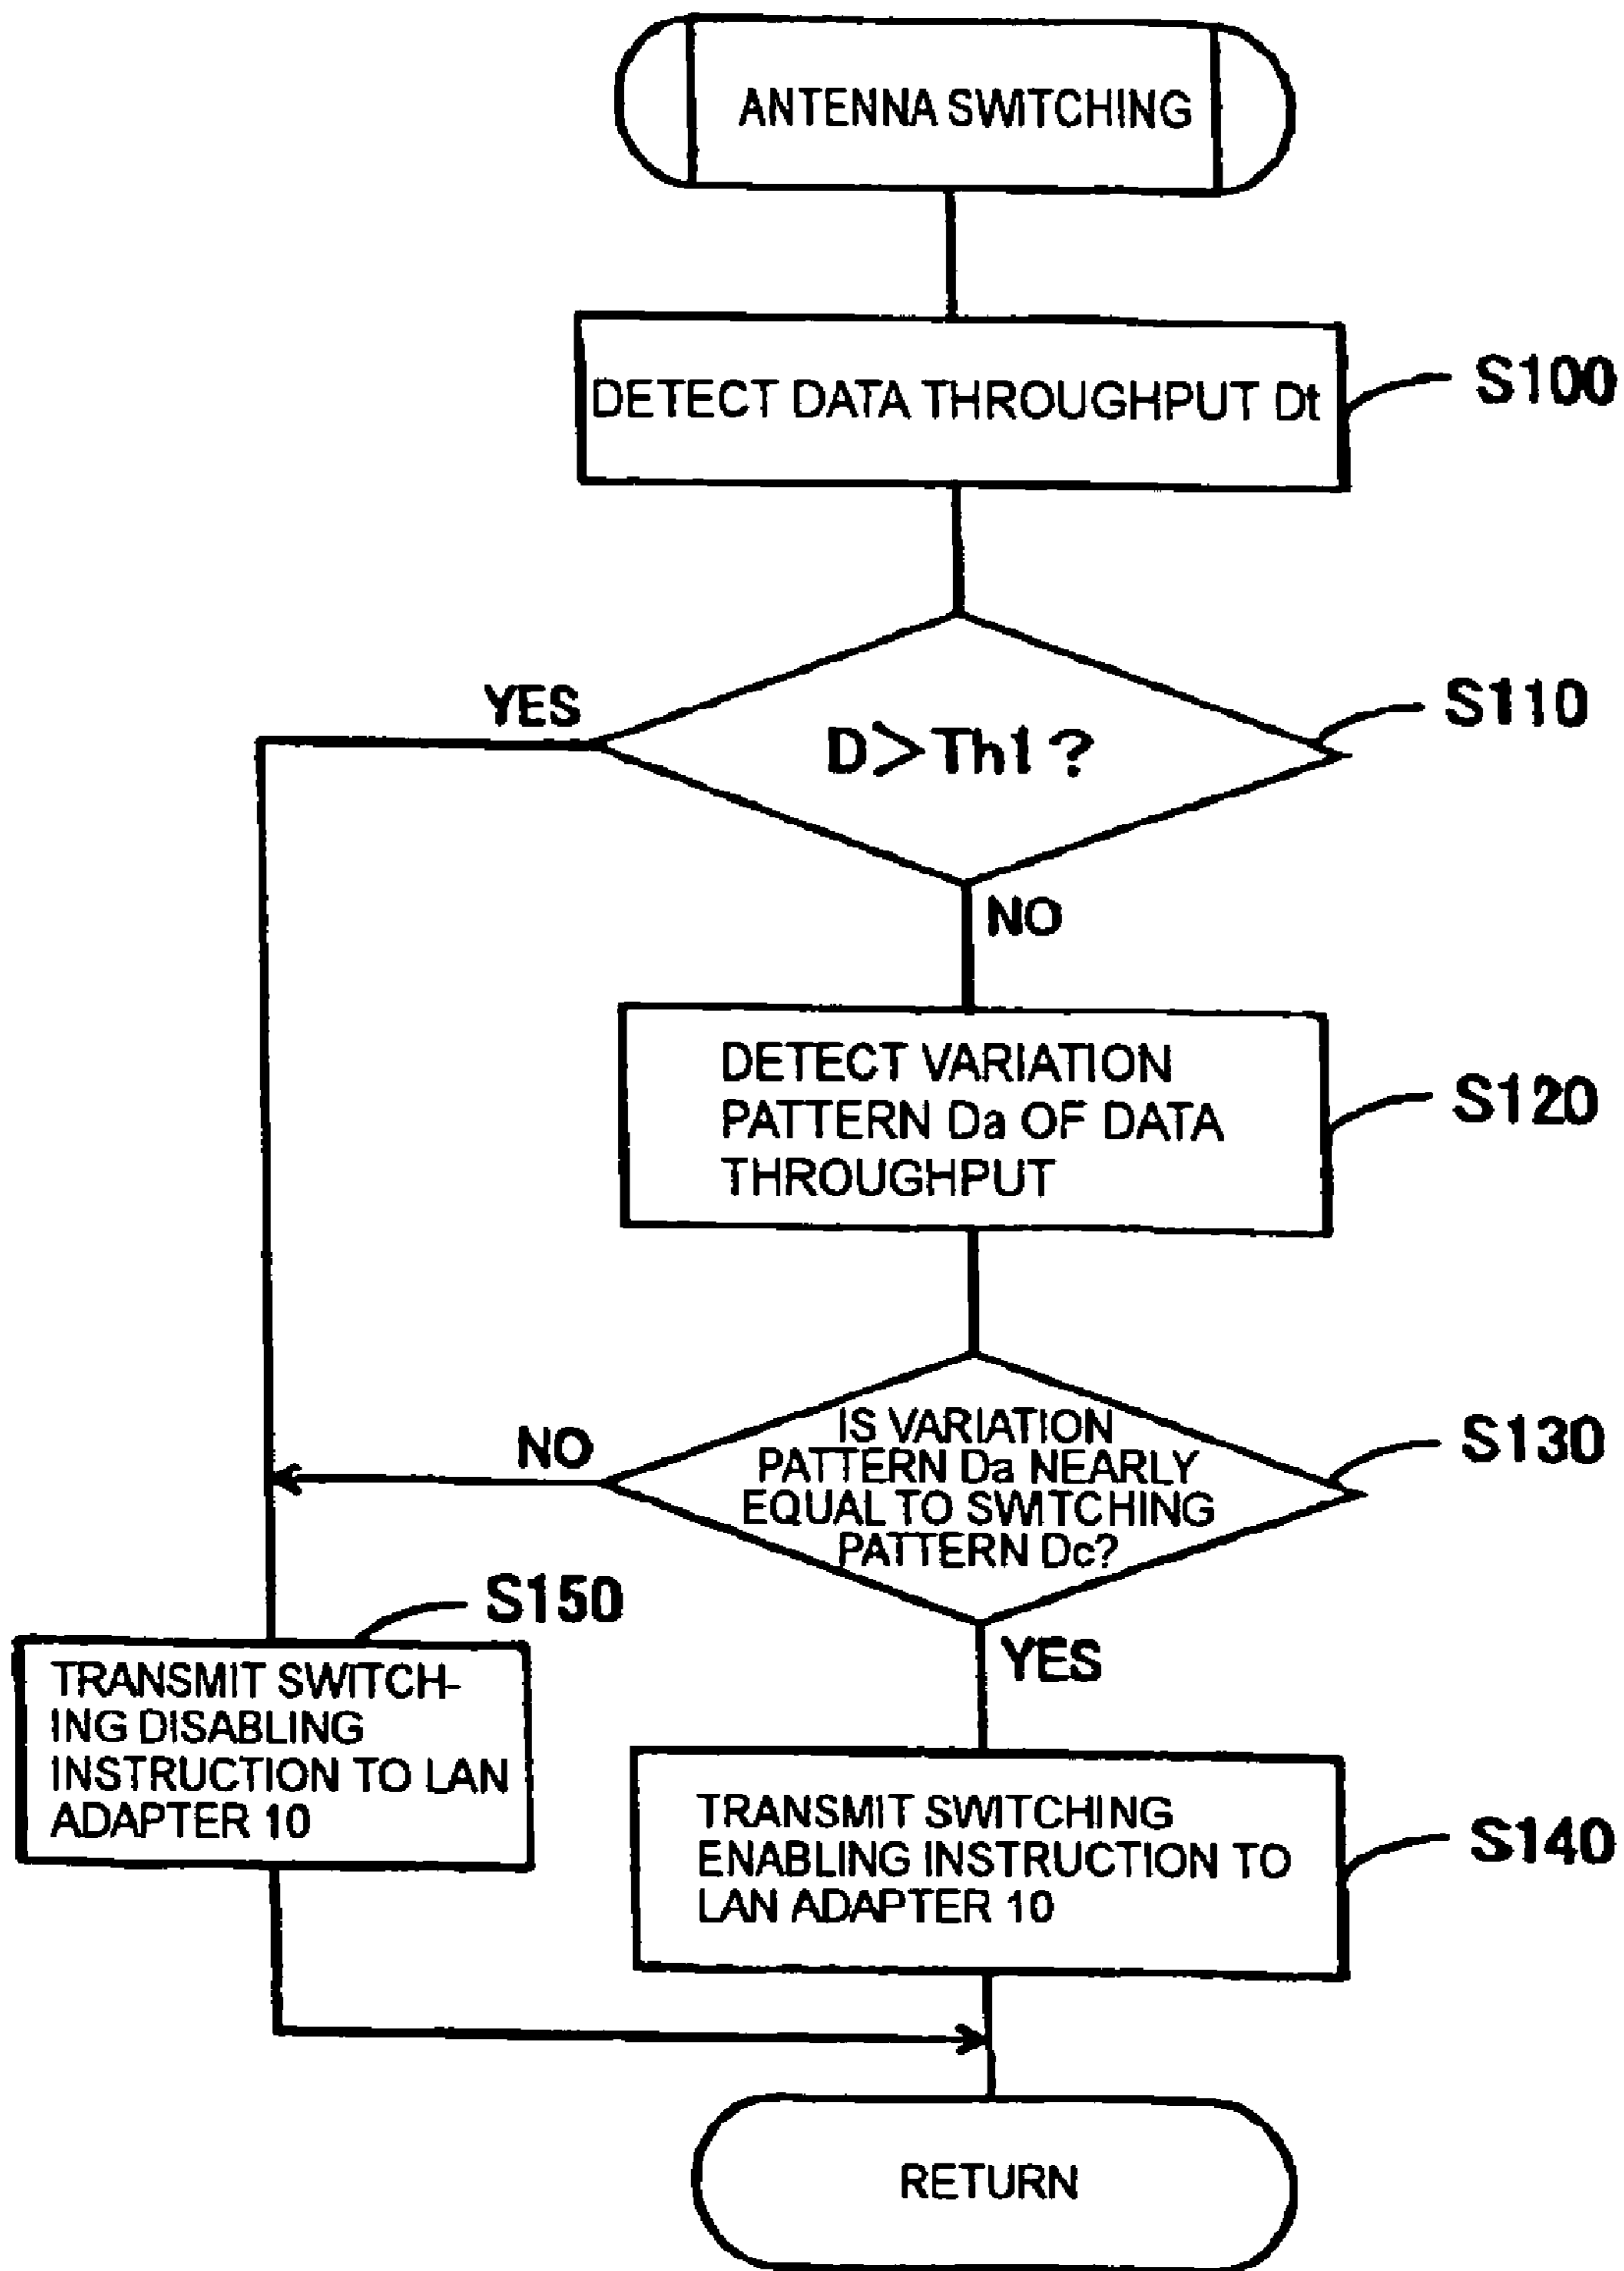 ANTENNA SWITCHING
DETECT DATA THROUGHPUT Dt
S100
YES
D>Th1?
S110
NO
DETECT VARIATION
PATTERN Da OF DATA
THROUGHPUT
S120
NO
IS VARIATION
PATTERN Da NEARLY
EQUAL TO SWITCHING
PATTERN Dc?
S130
YES
S150
TRANSMIT SWITCH-
ING DISABLING
INSTRUCTION TO LAN
ADAPTER 10
TRANSMIT SWITCHING
ENABLING INSTRUCTION TO
LAN ADAPTER 10
S140
RETURN